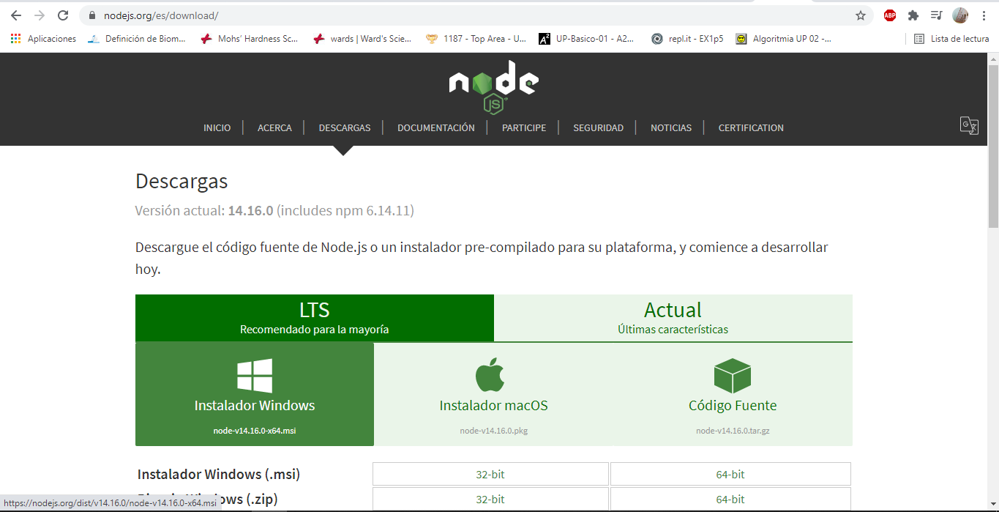 nodejs.org/es/download/
ABP
Aplicaciones
Definición de Biom...
Mohs' Hardness Sc...
wards | Ward's Scie...
1187 - Top Area - U...
A2 UP-Basico-01 - A2...
repl.it - EX1p5
Algoritmia UP 02 -...
Lista de lectura
node
JS
INICIO | ACERCA | DESCARGAS | DOCUMENTACIÓN | PARTICIPE | SEGURIDAD | NOTICIAS | CERTIFICATION
Descargas
Versión actual: 14.16.0 (includes npm 6.14.11)
Descargue el código fuente de Node.js o un instalador pre-compilado para su plataforma, y comience a desarrollar
hoy.
LTS
Recomendado para la mayoría
Actual
Últimas características
Instalador Windows
node-v14.16.0-x64.msi
Instalador macOS
node-v14.16.0.pkg
Código Fuente
node-v14.16.0.tar.gz
Instalador Windows (.msi) 32-bit 64-bit
(.zip) 32-bit 64-bit
https://nodejs.org/dist/v14.16.0/node-v14.16.0-x64.msi